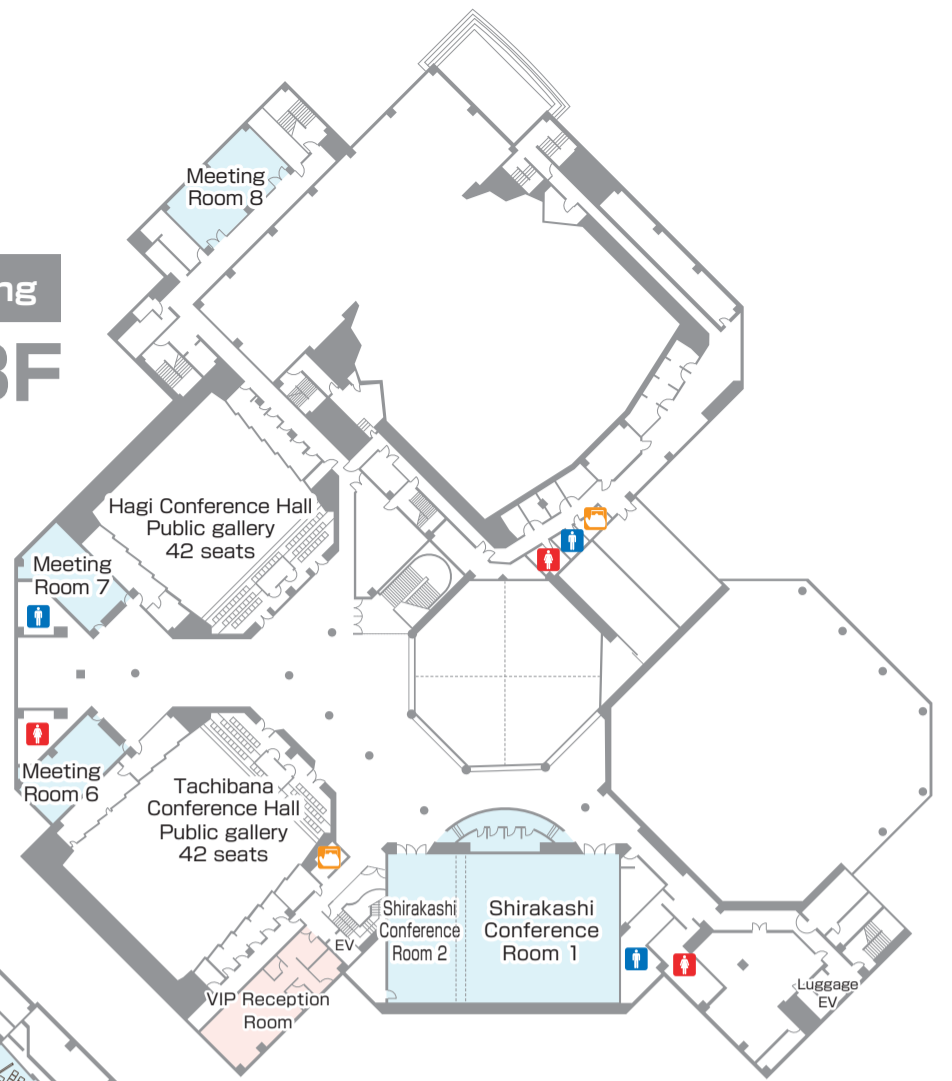 Meeting
Room 8
ng
3F
Hagi Conference Hall
Public gallery
42 seats
Meeting
Room 7
Meeting
Room 6
Tachibana
Conference Hall
Public gallery
42 seats
Shirakashi
Conference
Room 2
Shirakashi
Conference
Room 1
EV
VIP Reception
Room
Luggage
EV